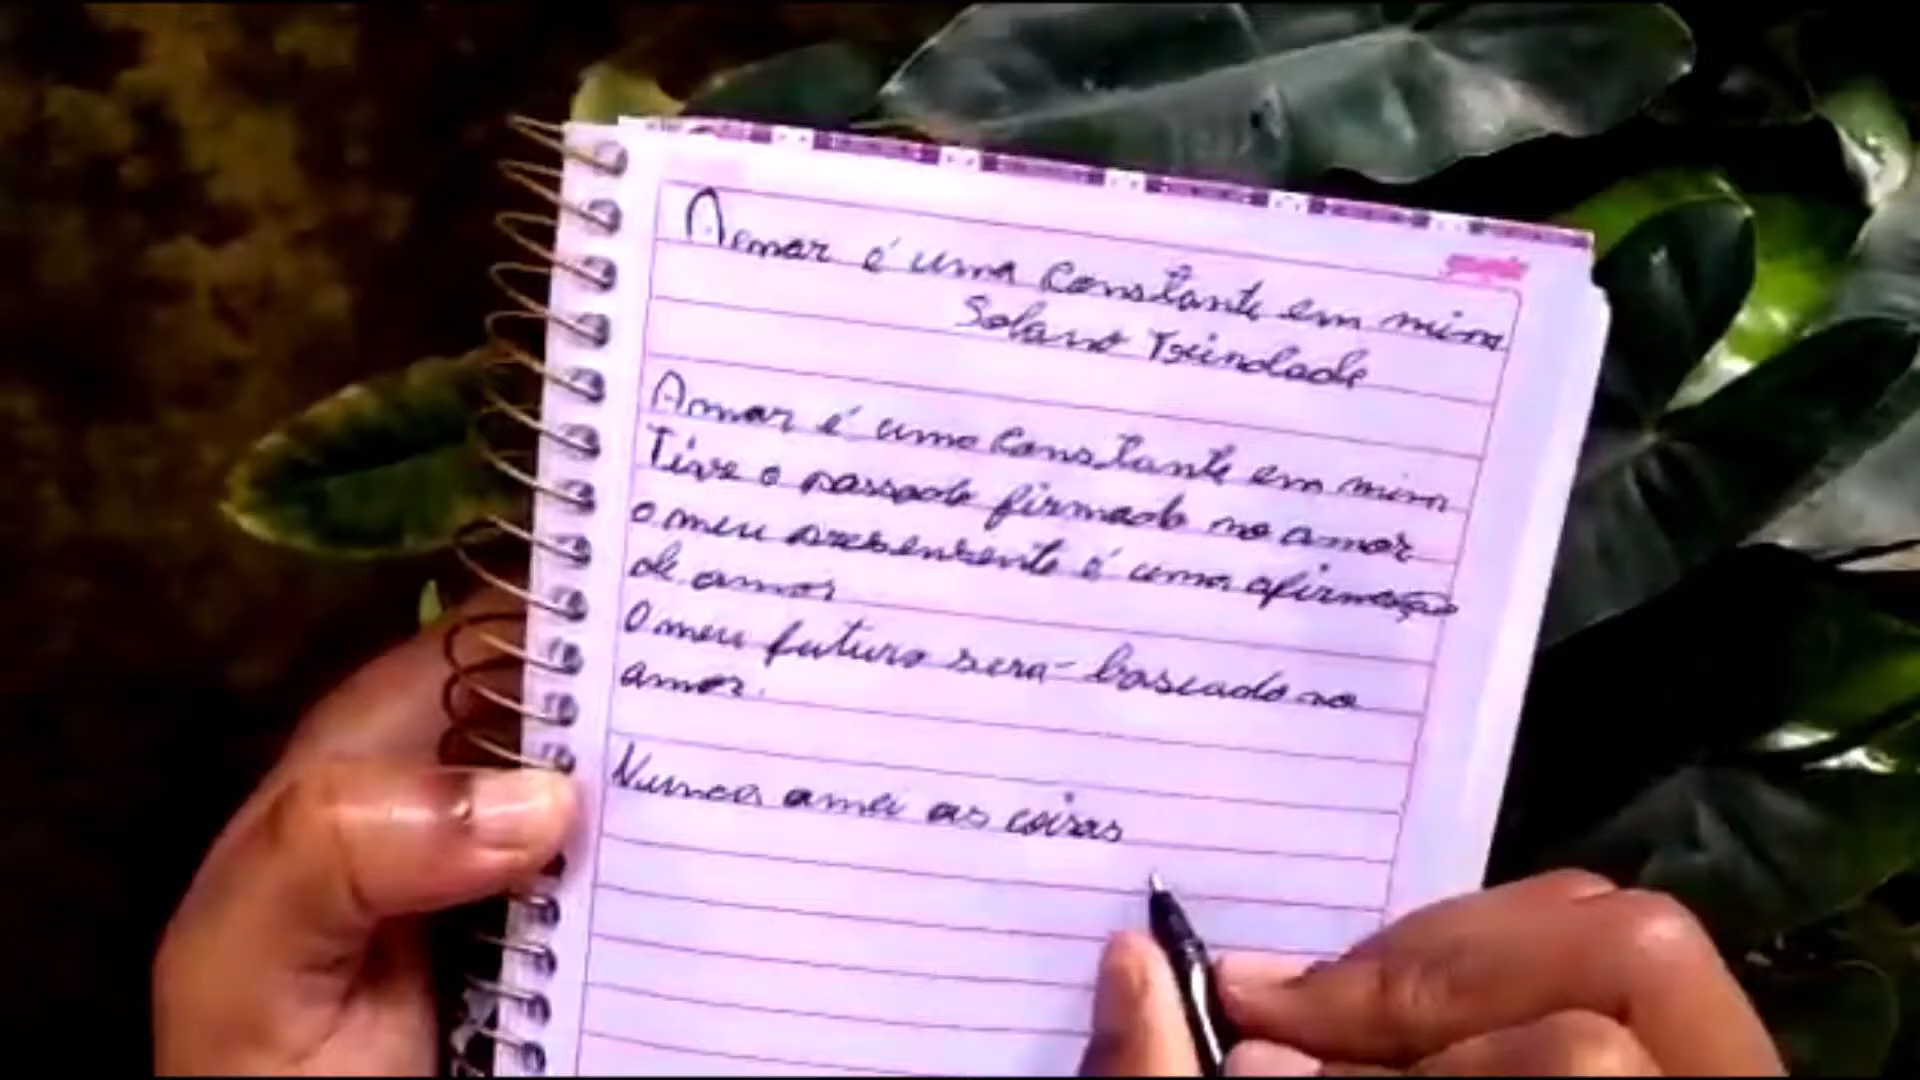 Amar é uma constante em mim
Solano Trindade
Amar é uma constante em mim
Tive o passado firmado no amor
o meu presenente é uma afirmação
de amor
O meu futuro será baseado no
amor.
Nunca amei as coisas